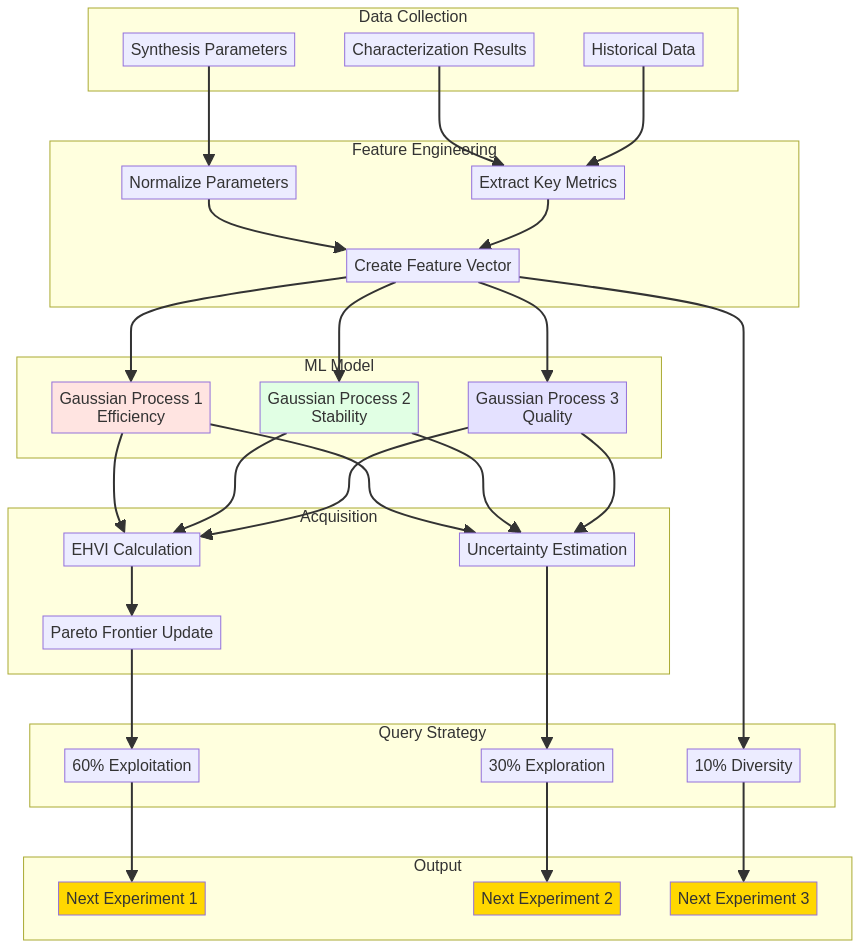 Data Collection
Synthesis Parameters
Characterization Results
Historical Data
Feature Engineering
Normalize Parameters
Extract Key Metrics
Create Feature Vector
ML Model
Gaussian Process 1
Efficiency
Gaussian Process 2
Stability
Gaussian Process 3
Quality
Acquisition
EHVI Calculation
Uncertainty Estimation
Pareto Frontier Update
Query Strategy
60% Exploitation
30% Exploration
10% Diversity
Output
Next Experiment 1
Next Experiment 2
Next Experiment 3